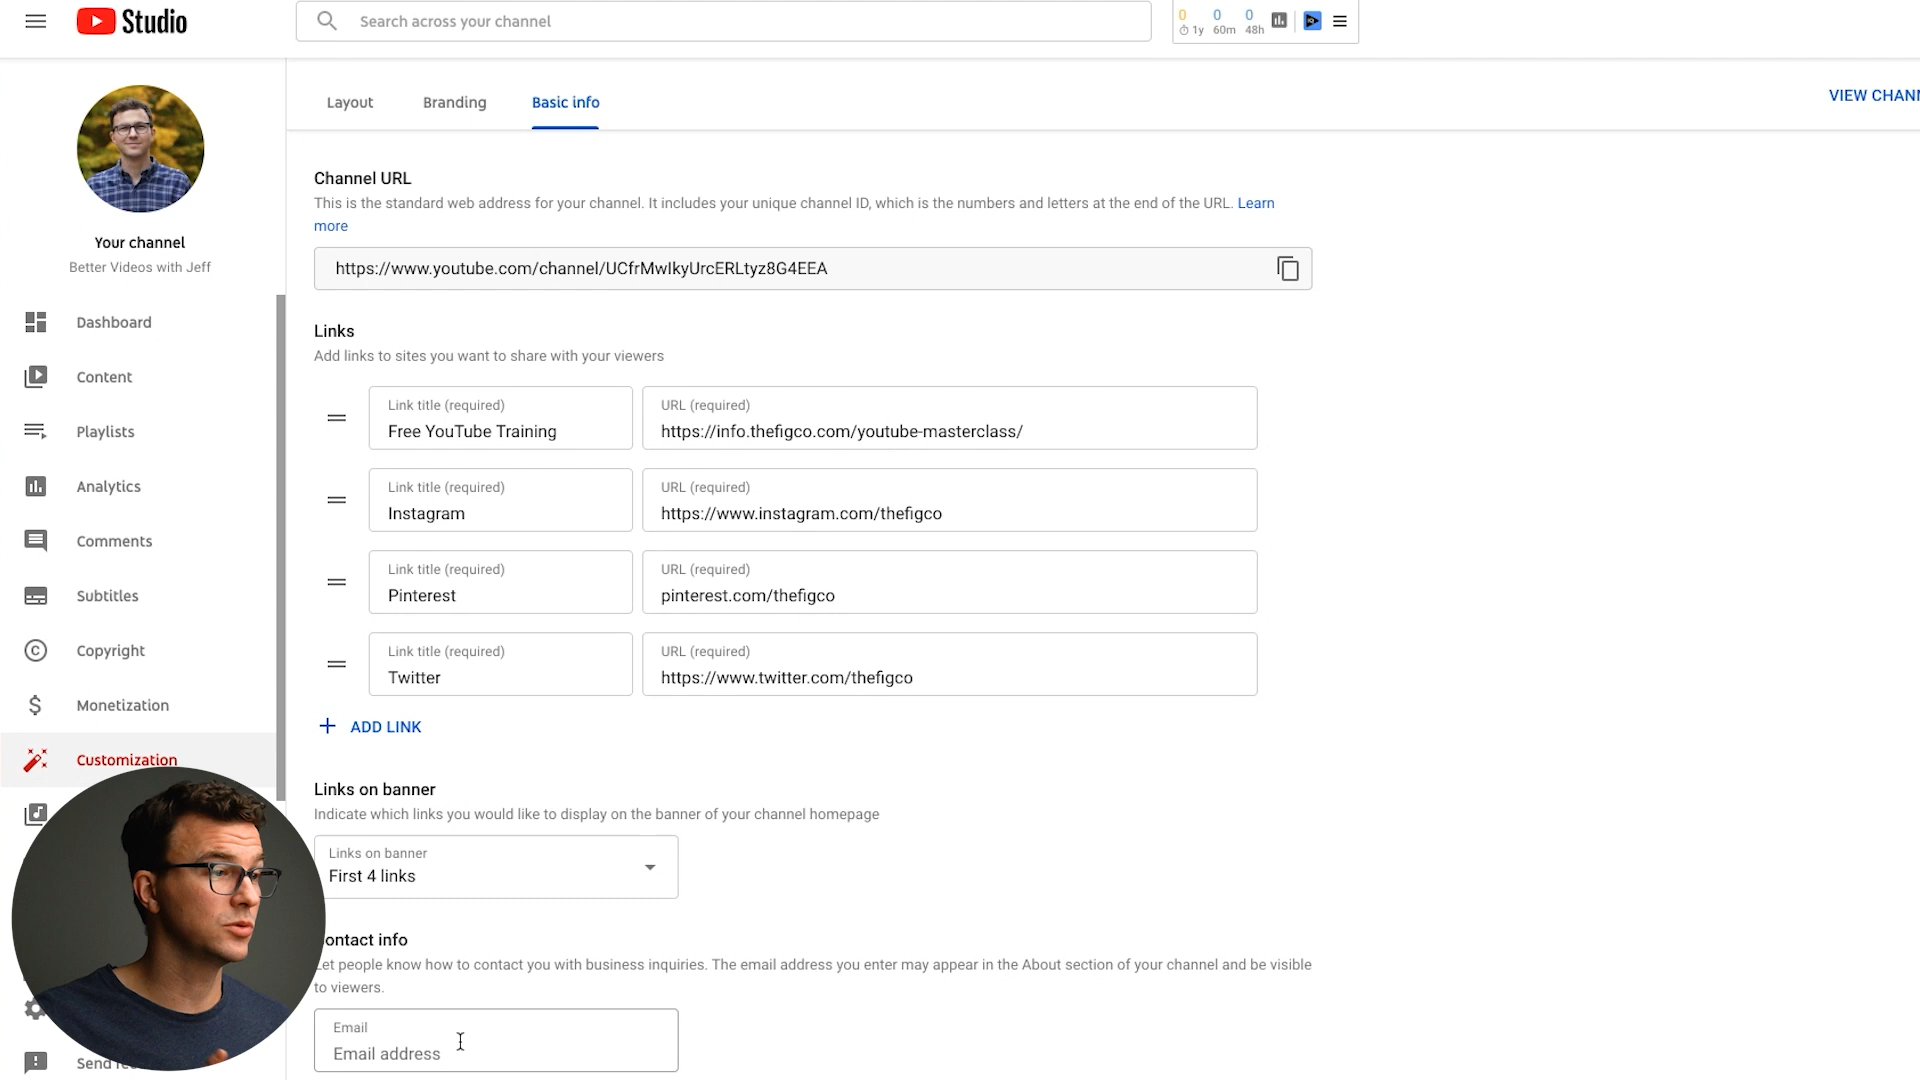 Studio
Search across your channel
0 0 0
1y 60m 48h
Layout Branding Basic info
Your channel
Better Videos with Jeff
Dashboard
Content
Playlists
Analytics
Comments
Subtitles
Copyright
Monetization
Customization
Channel URL
This is the standard web address for your channel. It includes your unique channel ID, which is the numbers and letters at the end of the URL. Learn
more
https://www.youtube.com/channel/UCfrMwIkyUrcERLtyz8G4EEA
Links
Add links to sites you want to share with your viewers
Link title (required) URL (required)
Free YouTube Training https://info.thefigco.com/youtube-masterclass/
Link title (required) URL (required)
Instagram https://www.instagram.com/thefigco
Link title (required) URL (required)
Pinterest pinterest.com/thefigco
Link title (required) URL (required)
Twitter https://www.twitter.com/thefigco
ADD LINK
Links on banner
Indicate which links you would like to display on the banner of your channel homepage
Links on banner
First 4 links
info
people know how to contact you with business inquiries. The email address you enter may appear in the About section of your channel and be visible
to viewers.
Email
Email address
Send
VIEW